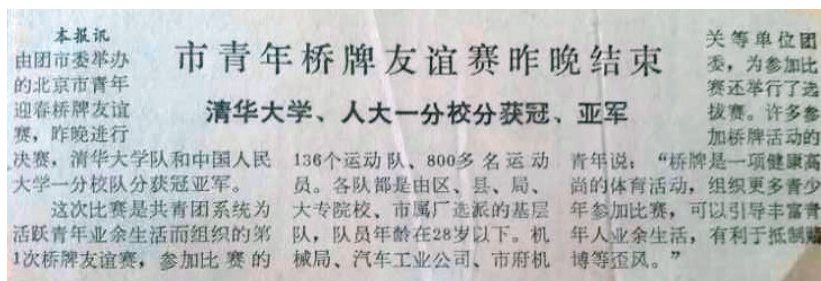 市青年桥牌友谊赛昨晚结束
清华大学、人大一分校分获冠、亚军
本报讯
由团市委举办
的北京市青年
迎春桥牌友谊
赛，昨晚进行
决赛，清华大学队和中国人民
大学一分校队分获冠亚军。
这次比赛是共青团系统为
活跃青年业余生活而组织的第
1次桥牌友谊赛，参加比赛的
136个运动队、800多名运动
员。各队都是由区、县、局、
大专院校、市属厂选派的基层
队，队员年龄在28岁以下。机
械局、汽车工业公司、市府机
关等单位团
委，为参加比
赛还举行了选
拔赛。许多参
加桥牌活动的
青年说：“桥牌是一项健康高
尚的体育活动，组织更多青少
年参加比赛，可以引导丰富青
年人业余生活，有利于抵制赌
博等歪风。”